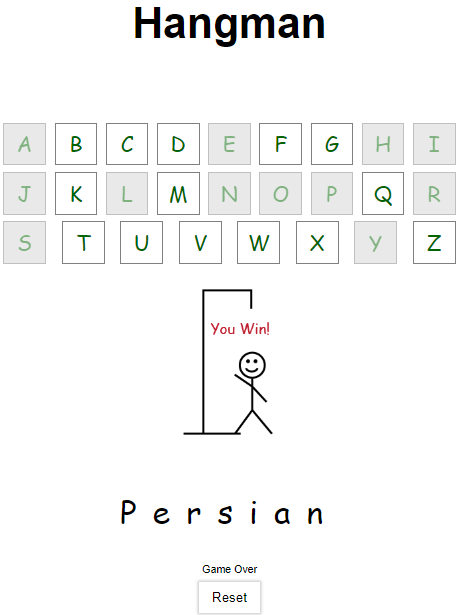 Hangman
A B C D E F G H I
J K L M N O P Q R
S T U V W X Y Z
You Win!
P e r s i a n
Game Over
Reset